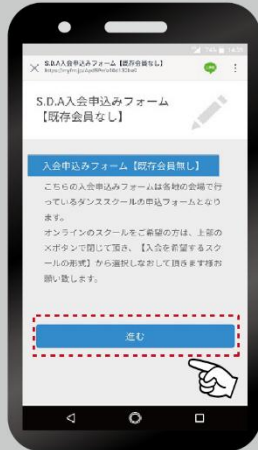 74% 14:35
S.D.A入会申込みフォーム【既存会員なし】
S.D.A入会申込みフォーム
【既存会員なし】
入会申込みフォーム【既存会員無し】
こちらの入会申込みフォームは各地の会場で行
っているダンススクールの申込フォームとなり
ます。
オンラインのスクールをご希望の方は、上部の
×ボタンで閉じて頂き、【入会を希望するスク
ールの形式】から選択しなおして頂きます様お
願い致します。
進む